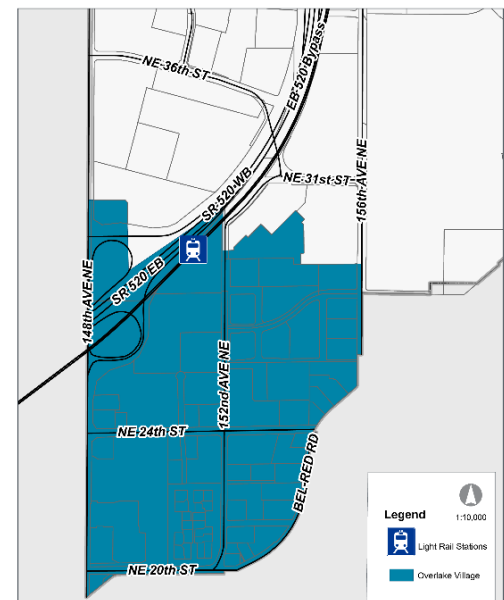 NE 36th ST
EB 520 Bypass
NE 31st ST
SR 520 WB
156th AVE NE
148th AVE NE
SR 520 EB
152nd AVE NE
NE 24th ST
BEL-RED RD
NE 20th ST
Legend
1:10,000
Light Rail Stations
Overlake Village